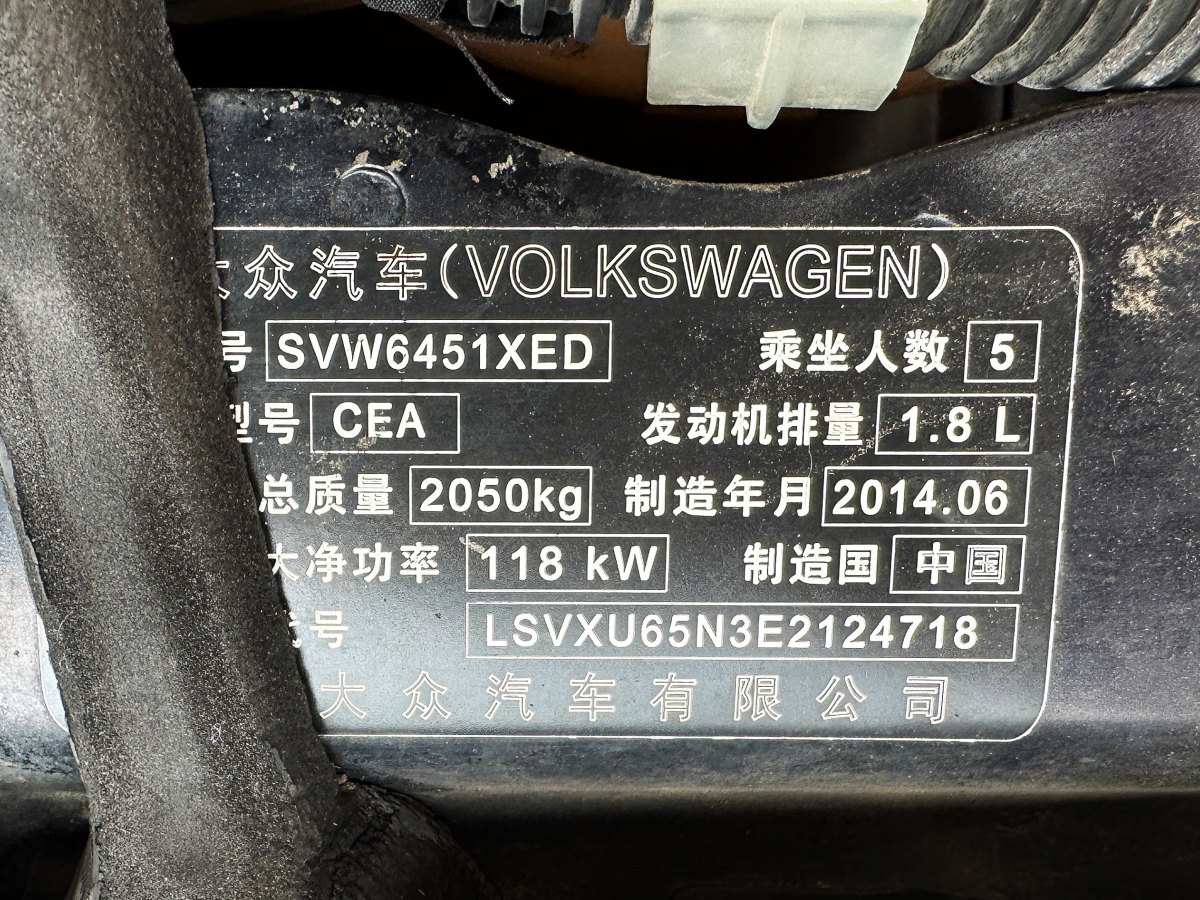 众汽车(VOLKSWAGEN)
号 SVW6451XED 乘坐人数 5
型号 CEA 发动机排量 1.8 L
总质量 2050kg 制造年月 2014.06
大净功率 118 kW 制造国 中国
号 LSVXU65N3E2124718
大众汽车有限公司